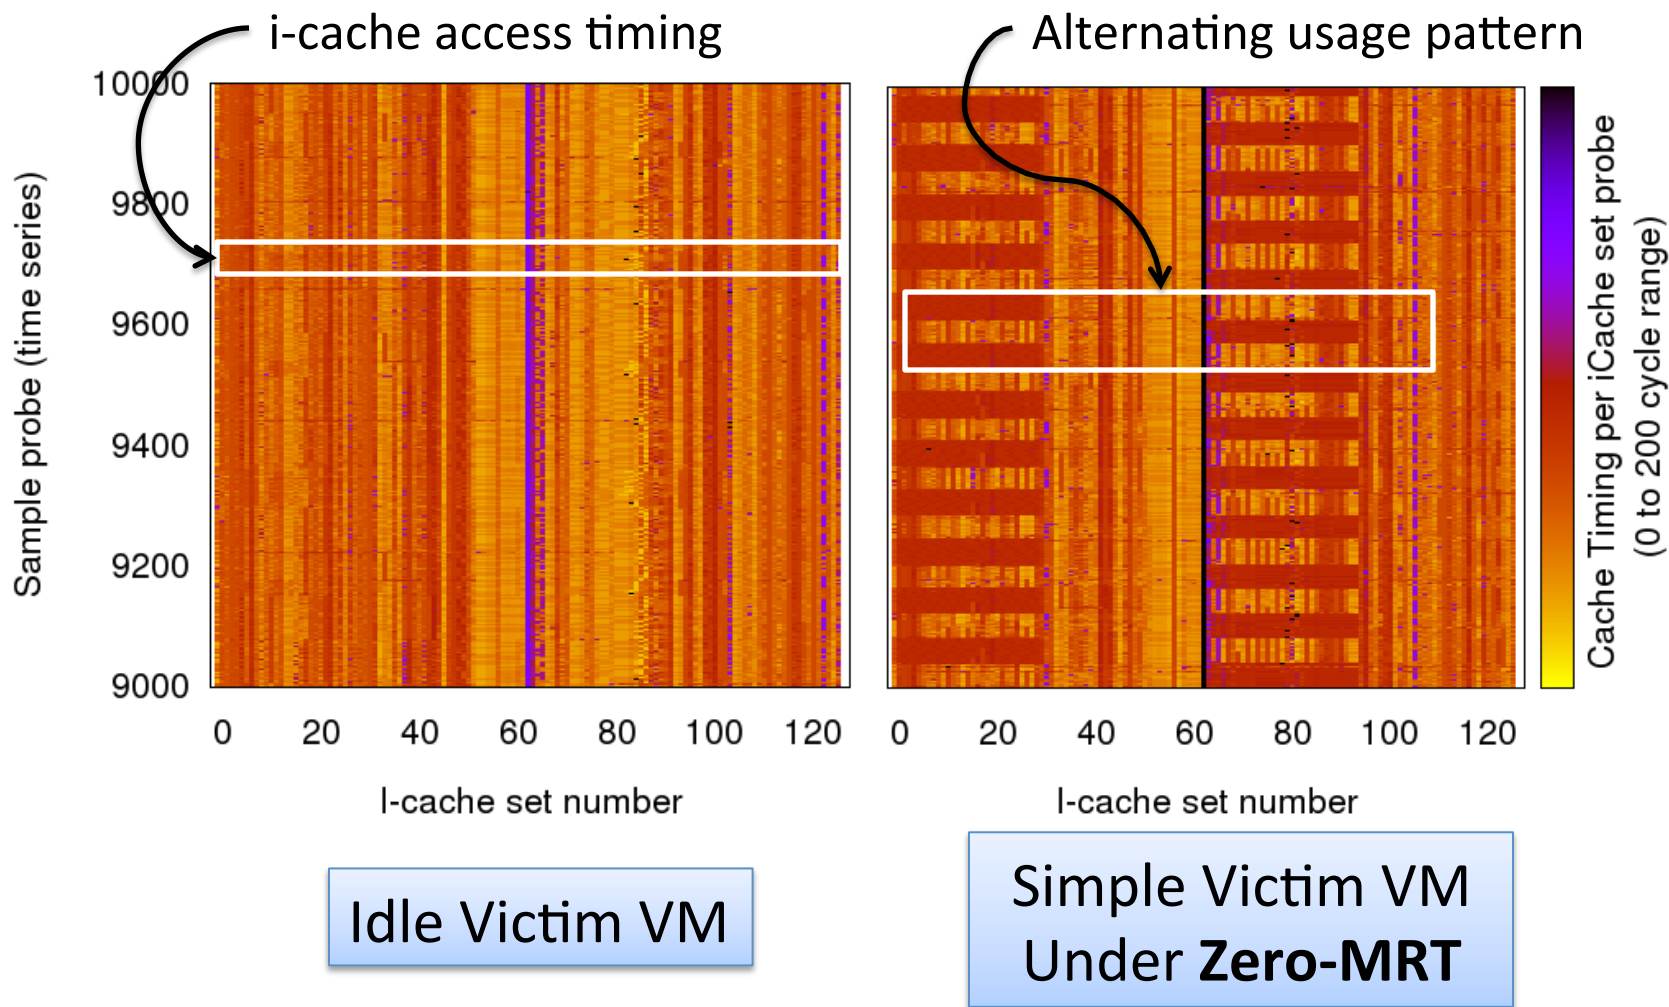 i-cache access timing
Alternating usage pattern
10000
9800
9600
9400
9200
9000
Sample probe (time series)
0 20 40 60 80 100 120
I-cache set number
0 20 40 60 80 100 120
I-cache set number
Cache Timing per iCache set probe
(0 to 200 cycle range)
Idle Victim VM
Simple Victim VM
Under Zero-MRT